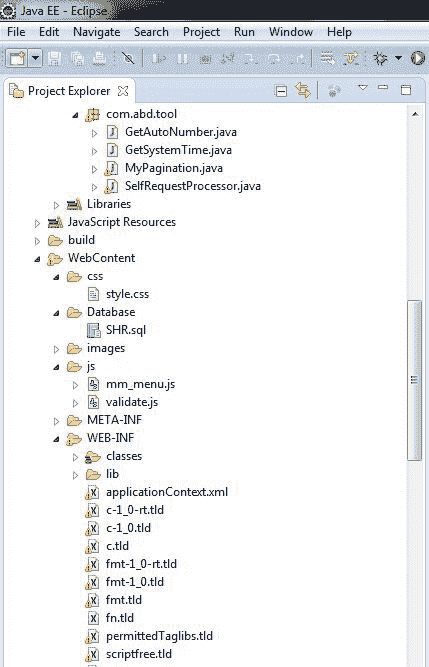 Java EE - Eclipse
File Edit Navigate Search Project Run Window Help
Project Explorer
com.abd.tool
GetAutoNumber.java
GetSystemTime.java
MyPagination.java
SelfRequestProcessor.java
Libraries
JavaScript Resources
build
WebContent
css
style.css
Database
SHR.sql
images
js
mm_menu.js
validate.js
META-INF
WEB-INF
classes
lib
applicationContext.xml
c-1_0-rt.tld
c-1_0.tld
c.tld
fmt-1_0-rt.tld
fmt-1_0.tld
fmt.tld
fn.tld
permittedTaglibs.tld
scriptfree.tld